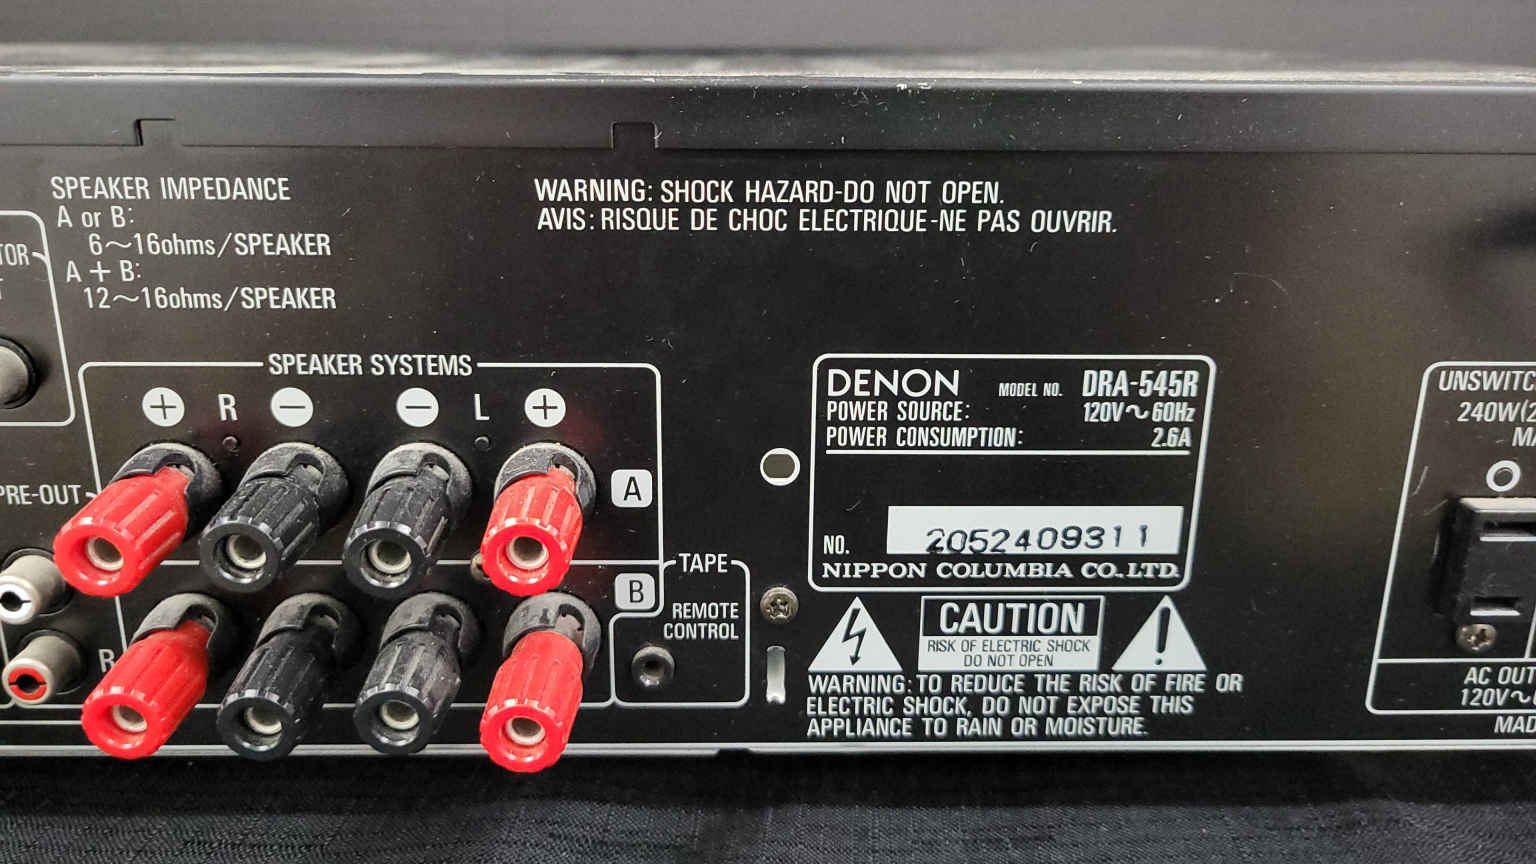 SPEAKER IMPEDANCE
A or B:
6～16ohms/SPEAKER
A + B:
12～16ohms/SPEAKER
WARNING: SHOCK HAZARD-DO NOT OPEN.
AVIS: RISQUE DE CHOC ELECTRIQUE-NE PAS OUVRIR.
SPEAKER SYSTEMS
+ R − − L +
A
B
PRE-OUT
R
TAPE
REMOTE
CONTROL
DENON MODEL NO. DRA-545R
POWER SOURCE: 120V～60Hz
POWER CONSUMPTION: 2.6A
NO. 2052409311
NIPPON COLUMBIA CO.,LTD.
CAUTION
RISK OF ELECTRIC SHOCK
DO NOT OPEN
WARNING: TO REDUCE THE RISK OF FIRE OR
ELECTRIC SHOCK, DO NOT EXPOSE THIS
APPLIANCE TO RAIN OR MOISTURE.
UNSWITC
240W(2
MA
AC OUT
120V～
MAD